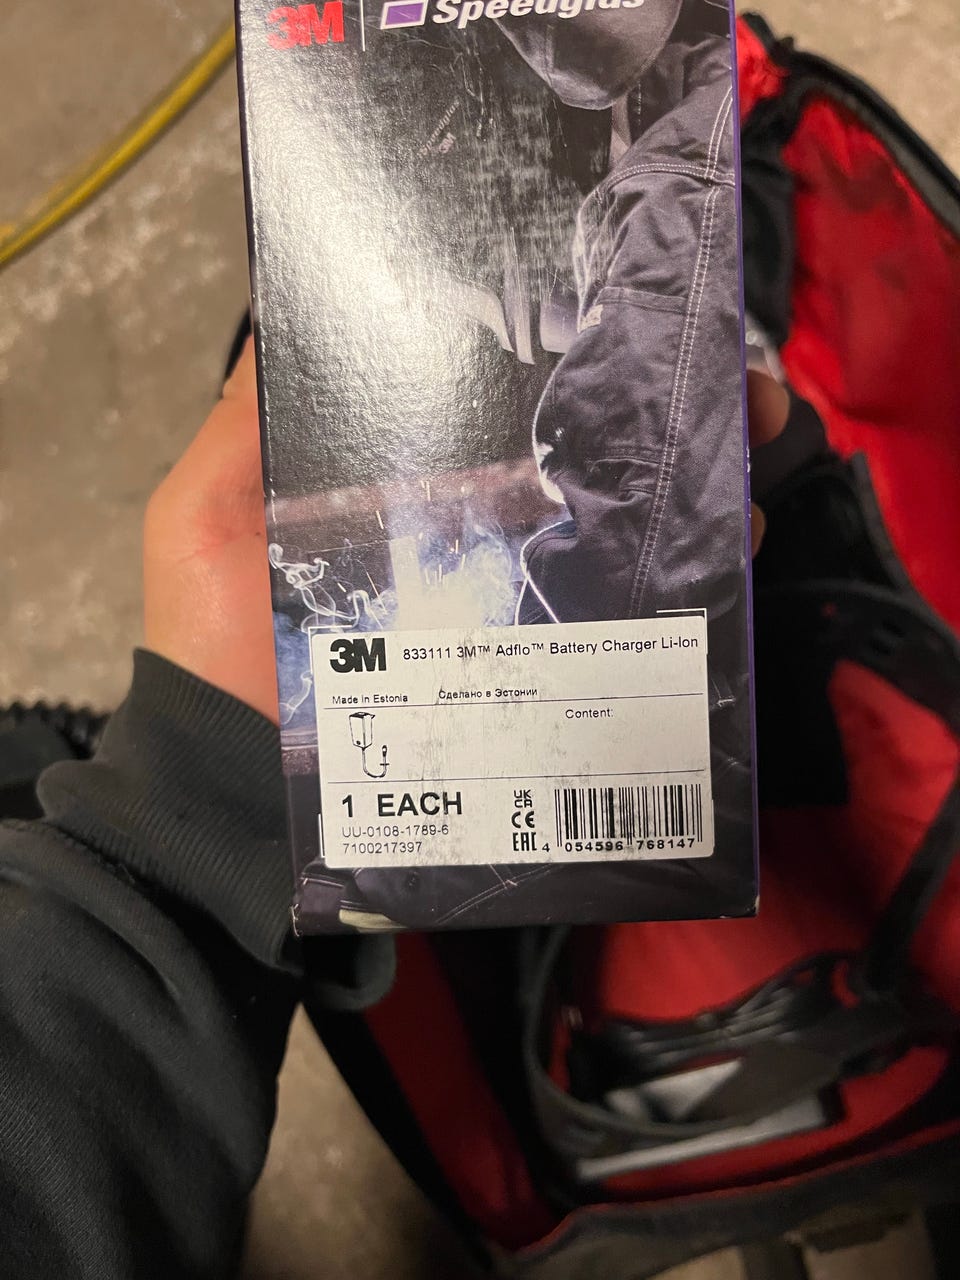 3M Speedglas
3M
3M 833111 3M™ Adflo™ Battery Charger Li-Ion
Made in Estonia Сделано в Эстонии
Content:
1 EACH
UU-0108-1789-6
7100217397
UK
CA
CE
EAC
4 054596 768147